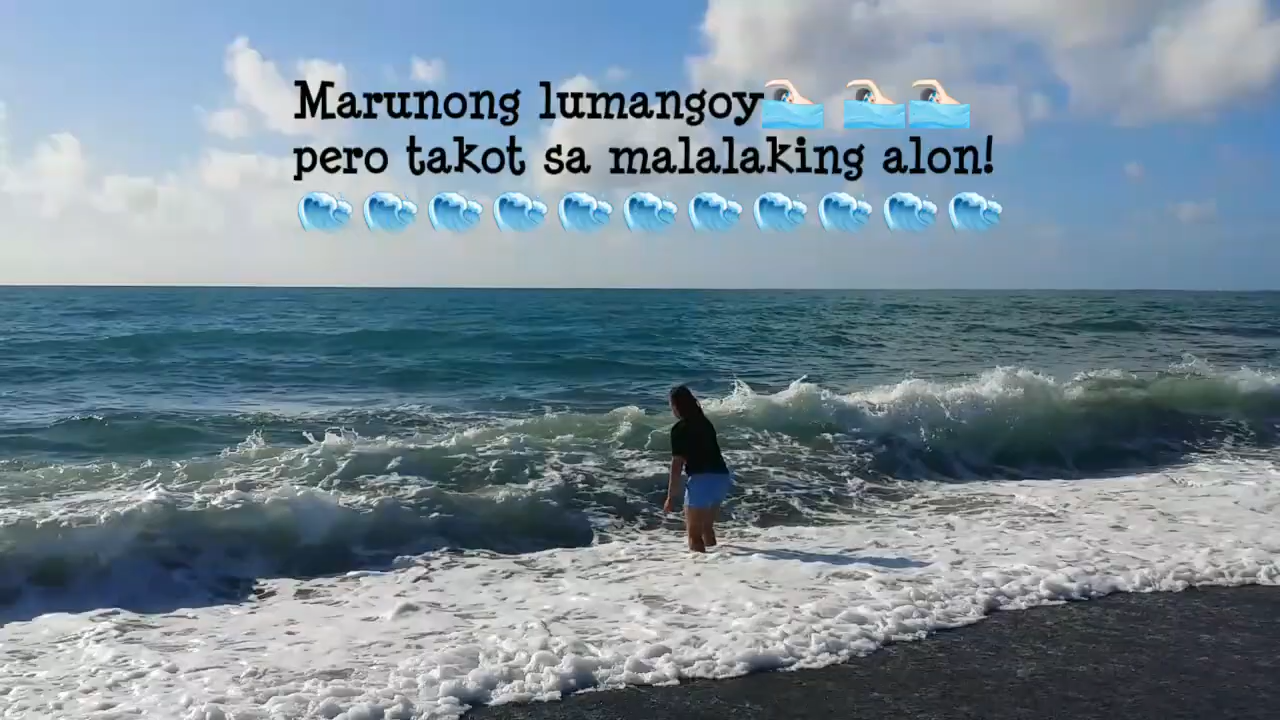 Marunong lumangoy🏊🏻 🏊🏻🏊🏻
pero takot sa malalaking alon!
🌊🌊🌊🌊🌊🌊🌊🌊🌊🌊🌊